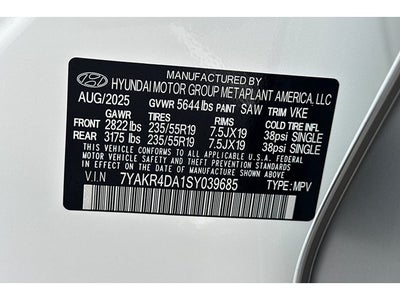 MANUFACTURED BY
HYUNDAI MOTOR GROUP METAPLANT AMERICA, LLC
AUG/2025 GVWR 5644 lbs PAINT SAW TRIM VKE
GAWR TIRES RIMS
FRONT 2822 lbs 235/55R19 7.5JX19 38psi SINGLE
REAR 3175 lbs 235/55R19 7.5JX19 38psi SINGLE
THIS VEHICLE CONFORMS TO ALL APPLICABLE U.S.A. FEDERAL
MOTOR VEHICLE SAFETY AND THEFT PREVENTION STANDARDS
IN EFFECT ON THE DATE OF MANUFACTURE SHOWN ABOVE.
V.I.N 7YAKR4DA1SY039685 TYPE: MPV